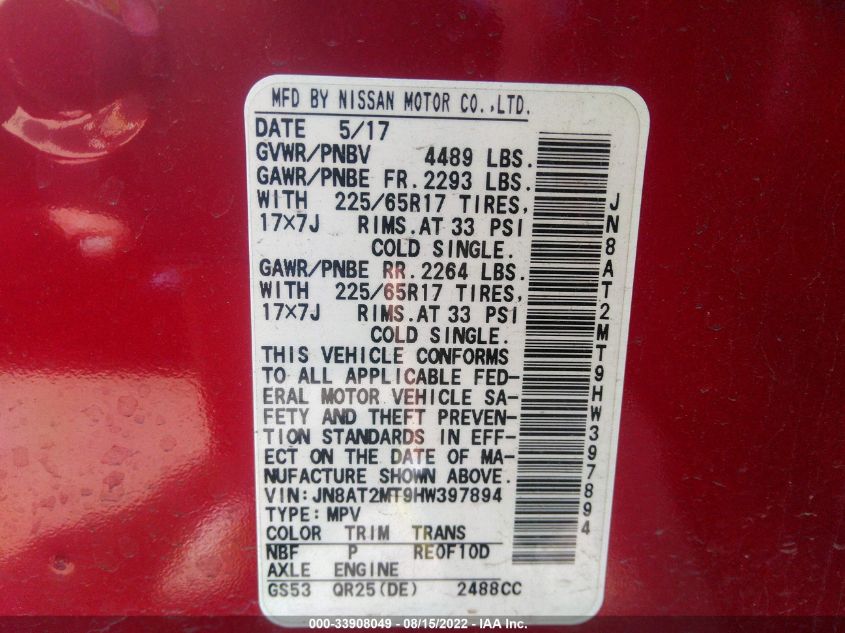 MFD BY NISSAN MOTOR CO.,LTD.
DATE 5/17
GVWR/PNBV 4489 LBS.
GAWR/PNBE FR.2293 LBS.
WITH 225/65R17 TIRES,
17×7J RIMS.AT 33 PSI
COLD SINGLE.
GAWR/PNBE RR.2264 LBS.
WITH 225/65R17 TIRES,
17×7J RIMS.AT 33 PSI
COLD SINGLE.
THIS VEHICLE CONFORMS
TO ALL APPLICABLE FED-
ERAL MOTOR VEHICLE SA-
FETY AND THEFT PREVEN-
TION STANDARDS IN EFF-
ECT ON THE DATE OF MA-
NUFACTURE SHOWN ABOVE.
VIN:JN8AT2MT9HW397894
TYPE:MPV
COLOR TRIM TRANS
NBF P RE0F10D
AXLE ENGINE
GS53 QR25(DE) 2488CC
JN8AT2MT9HW397894
000-33908049 - 08/15/2022 - IAA Inc.